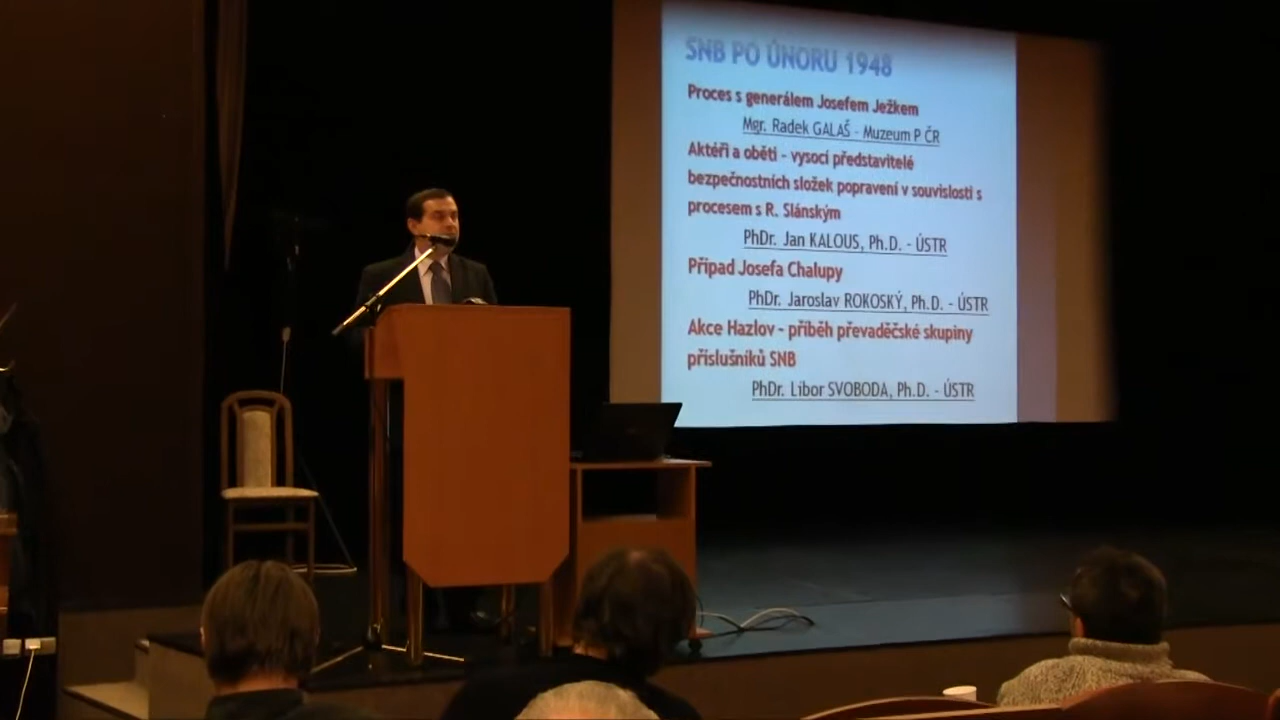 SNB PO ÚNORU 1948
Proces s generálem Josefem Ježkem
Mgr. Radek GALAŠ - Muzeum P ČR
Aktéři a oběti - vysocí představitelé
bezpečnostních složek popravení v souvislosti s
procesem s R. Slánským
PhDr. Jan KALOUS, Ph.D. - ÚSTR
Případ Josefa Chalupy
PhDr. Jaroslav ROKOSKÝ, Ph.D. - ÚSTR
Akce Hazlov - příběh převaděčské skupiny
příslušníků SNB
PhDr. Libor SVOBODA, Ph.D. - ÚSTR